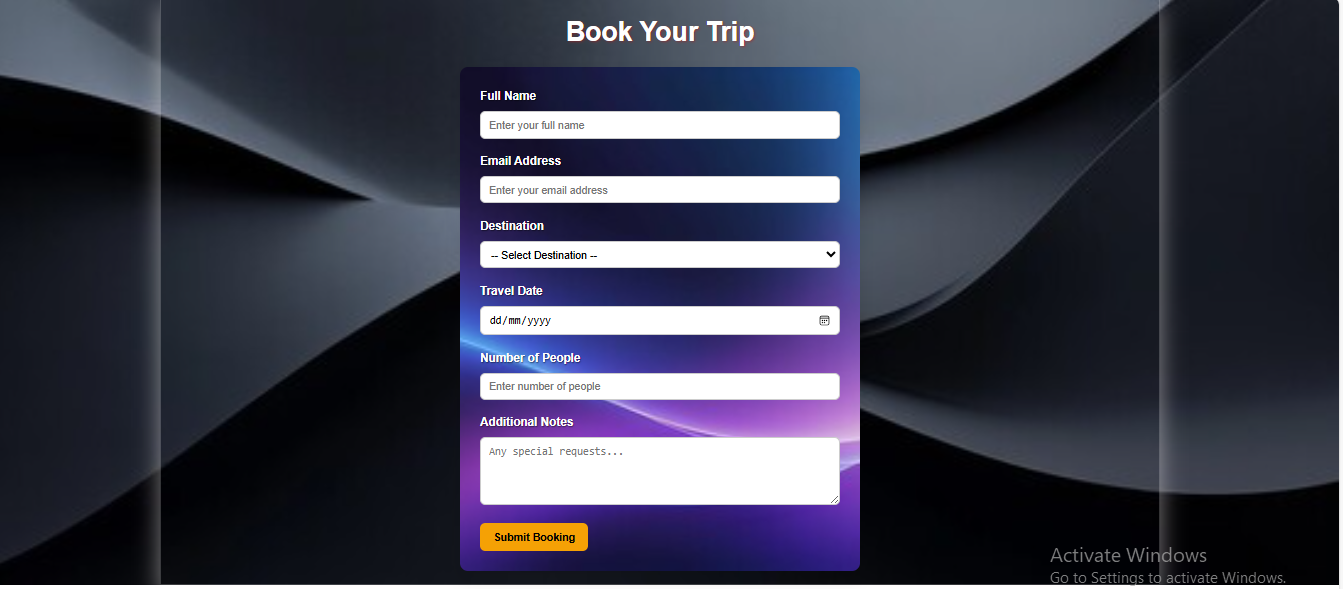 Book Your Trip
Full Name
Enter your full name
Email Address
Enter your email address
Destination
-- Select Destination --
Travel Date
dd/mm/yyyy
Number of People
Enter number of people
Additional Notes
Any special requests...
Submit Booking
Activate Windows
Go to Settings to activate Windows.